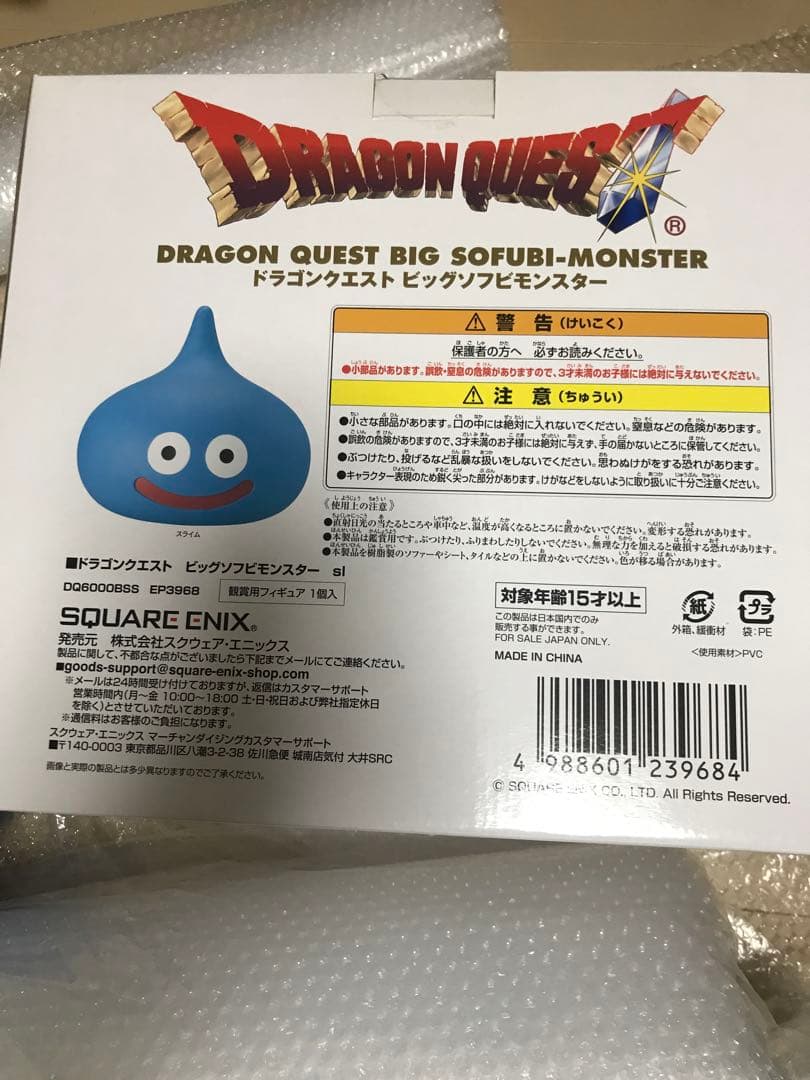 DRAGON QUEST®
DRAGON QUEST BIG SOFUBI-MONSTER
ドラゴンクエスト ビッグソフビモンスター
スライム
⚠ 警告 (けいこく)
保護者の方へ 必ずお読みください。
●小部品があります。誤飲・窒息の危険がありますので、3才未満のお子様には絶対に与えないでください。
⚠ 注意 (ちゅうい)
●小さな部品があります。口の中には絶対に入れないでください。窒息などの危険があります。
●誤飲の危険がありますので、3才未満のお子様には絶対に与えず、手の届かないところに保管してください。
●ぶつけたり、投げるなど乱暴な扱いをしないでください。思わぬけがをする恐れがあります。
●キャラクター表現のため鋭く尖った部分があります。けがなどをしないように取り扱いに十分ご注意ください。
《使用上の注意》
●直射日光の当たるところや車中など、温度が高くなるところに置かないでください。変形する恐れがあります。
●本製品は鑑賞用です。ぶつけたり、ふりまわしたりしないでください。無理な力を加えると破損する恐れがあります。
●本製品を樹脂製のソファーやシート、タイルなどの上に置かないでください。色が移る場合があります。
■ドラゴンクエスト ビッグソフビモンスター sl
DQ6000BSS EP3968 観賞用フィギュア 1個入
SQUARE ENIX®
発売元 株式会社スクウェア・エニックス
製品に関して、不都合な点がございましたら下記までメールにてご連絡ください。
■goods-support@square-enix-shop.com
※メールは24時間受け付けておりますが、返信はカスタマーサポート
営業時間内(月～金 10:00～18:00 土・日・祝日および弊社指定休日
を除く)とさせていただいております。
※通信料はお客様のご負担になります。
スクウェア・エニックス マーチャンダイジングカスタマーサポート
■〒140-0003 東京都品川区八潮3-2-38 佐川急便 城南店気付 大井SRC
画像と実際の製品とは多少異なりますのでご了承ください。
対象年齢15才以上
この製品は日本国内でのみ
販売する事ができます。
FOR SALE JAPAN ONLY.
MADE IN CHINA
紙
外箱、緩衝材
プラ
袋:PE
<使用素材>PVC
4 988601 239684
© SQUARE ENIX CO., LTD. All Rights Reserved.